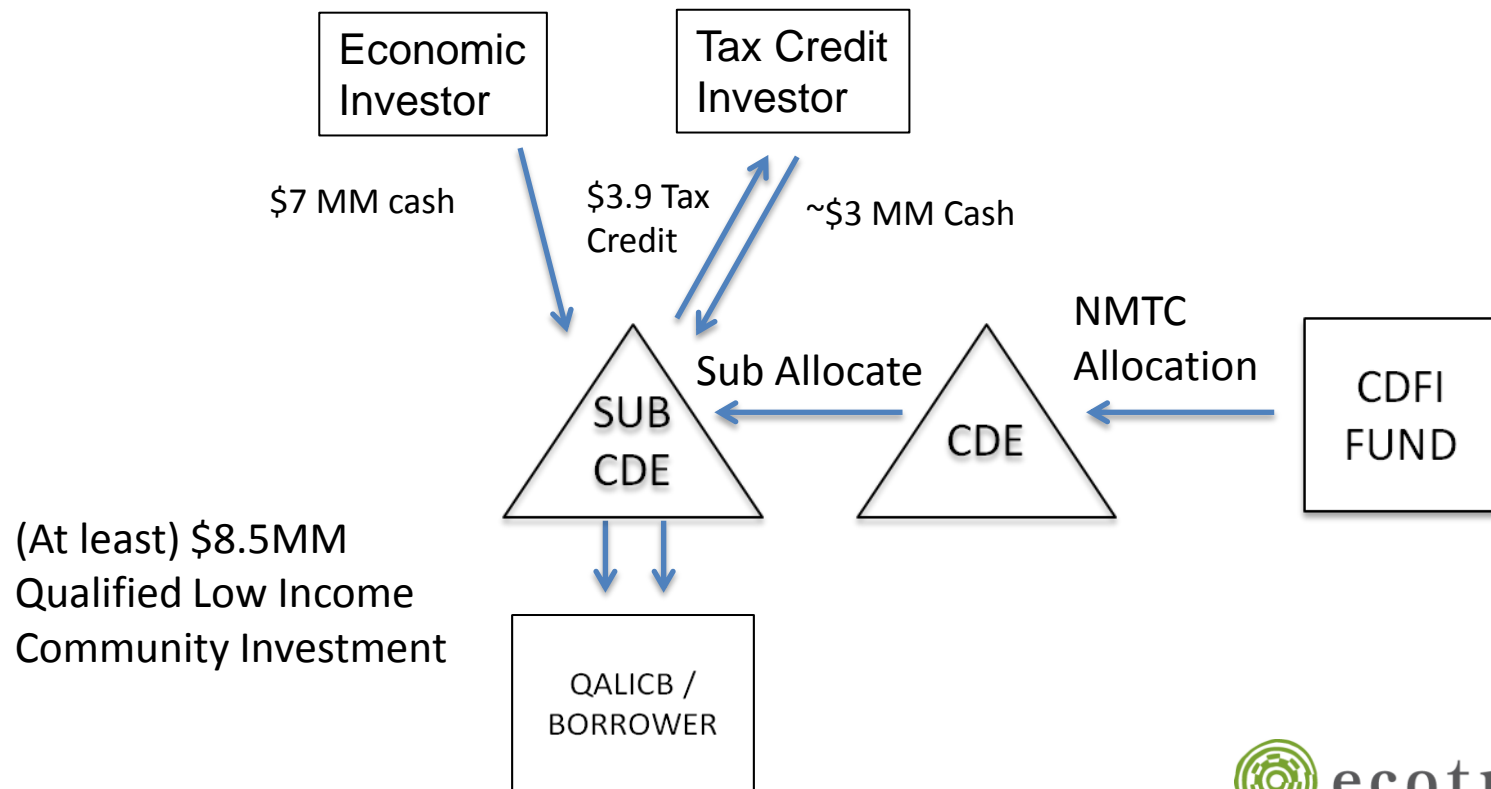 Economic
Investor
Tax Credit
Investor
$7 MM cash
$3.9 Tax
Credit
~$3 MM Cash
NMTC
Allocation
Sub Allocate
SUB
CDE
CDE
CDFI
FUND
(At least) $8.5MM
Qualified Low Income
Community Investment
QALICB /
BORROWER